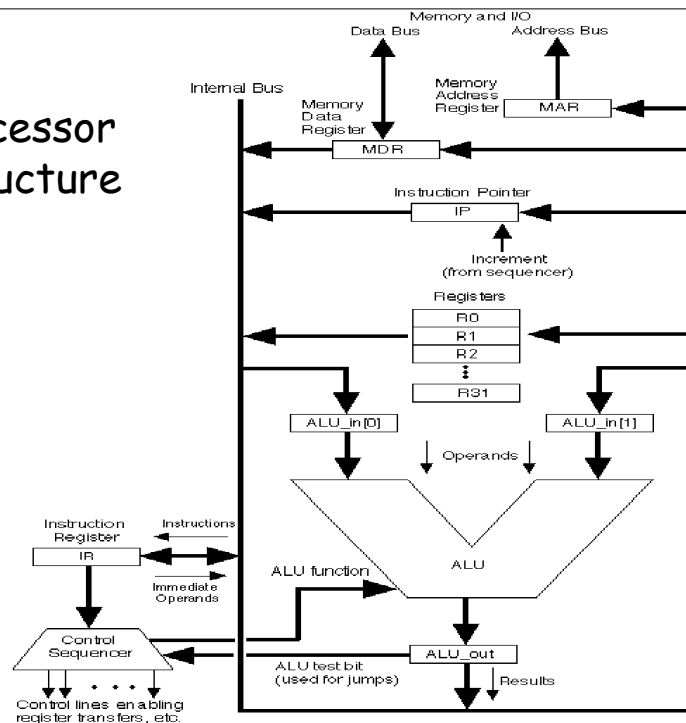 Memory and I/O
Data Bus
Address Bus
Internal Bus
Memory
Data
Register
Memory
Address
Register
MAR
MDR
cessor
ucture
Instruction Pointer
IP
Increment
(from sequencer)
Registers
R0
R1
R2
R31
ALU_in[0]
ALU_in[1]
Operands
Instruction
Register
Instructions
IR
Immediate
Operands
ALU function
ALU
Control
Sequencer
ALU test bit
(used for jumps)
ALU_out
Results
Control lines enabling
register transfers, etc.